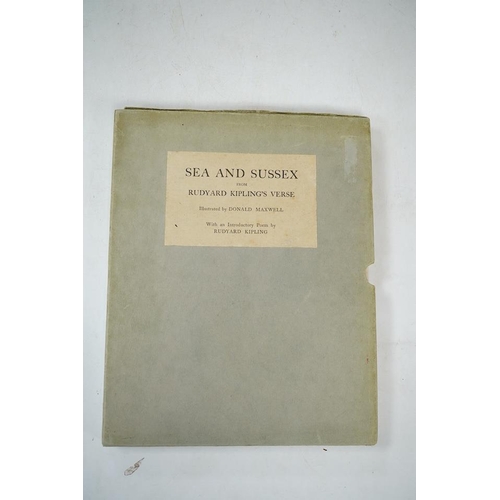 SEA AND SUSSEX
FROM
RUDYARD KIPLING'S VERSE
Illustrated by DONALD MAXWELL
With an Introductory Poem by
RUDYARD KIPLING